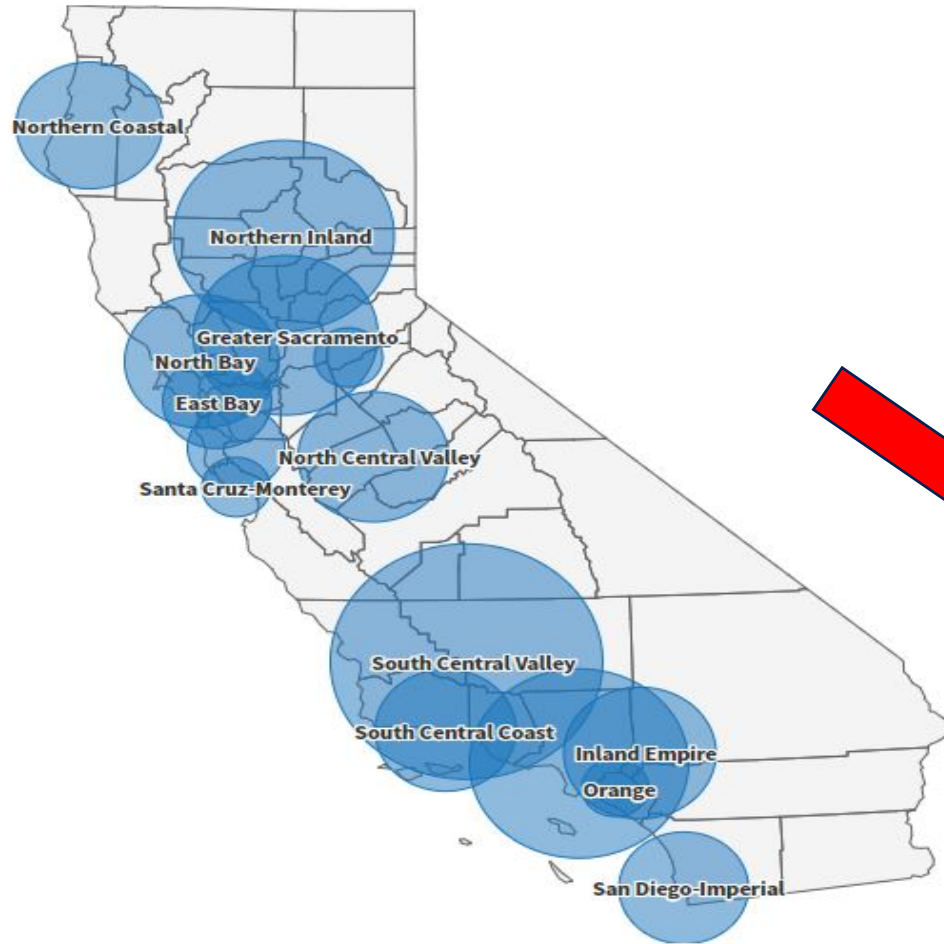 Northern Coastal
Northern Inland
Greater Sacramento
North Bay
East Bay
North Central Valley
Santa Cruz-Monterey
South Central Valley
South Central Coast
Inland Empire
Orange
San Diego-Imperial